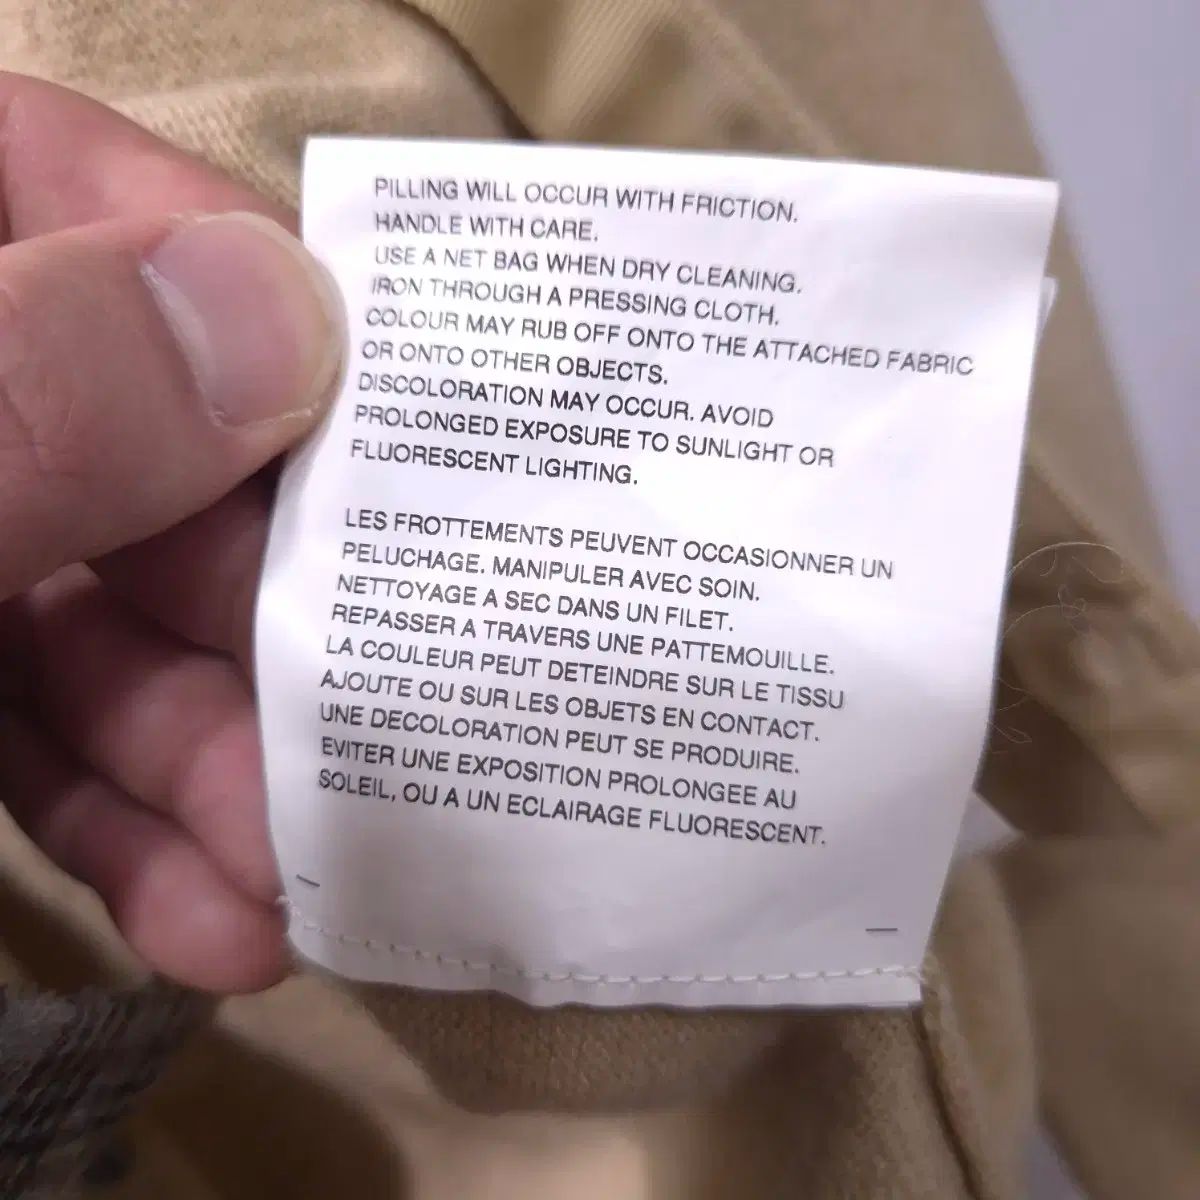 PILLING WILL OCCUR WITH FRICTION.
HANDLE WITH CARE.
USE A NET BAG WHEN DRY CLEANING.
IRON THROUGH A PRESSING CLOTH.
COLOUR MAY RUB OFF ONTO THE ATTACHED FABRIC
OR ONTO OTHER OBJECTS.
DISCOLORATION MAY OCCUR. AVOID
PROLONGED EXPOSURE TO SUNLIGHT OR
FLUORESCENT LIGHTING.
LES FROTTEMENTS PEUVENT OCCASIONNER UN
PELUCHAGE. MANIPULER AVEC SOIN.
NETTOYAGE A SEC DANS UN FILET.
REPASSER A TRAVERS UNE PATTEMOUILLE.
LA COULEUR PEUT DETEINDRE SUR LE TISSU
AJOUTE OU SUR LES OBJETS EN CONTACT.
UNE DECOLORATION PEUT SE PRODUIRE.
EVITER UNE EXPOSITION PROLONGEE AU
SOLEIL, OU A UN ECLAIRAGE FLUORESCENT.